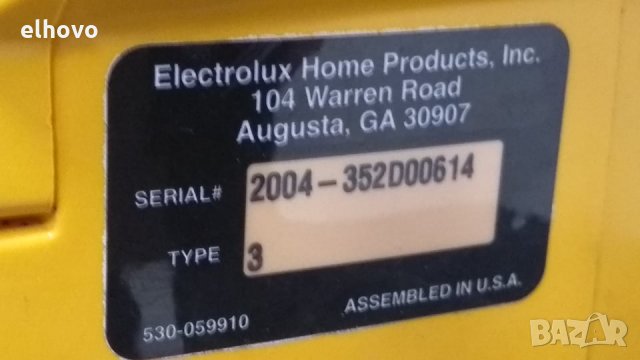 elhovo
Electrolux Home Products, Inc.
104 Warren Road
Augusta, GA 30907
SERIAL# 2004-352D00614
TYPE 3
530-059910 ASSEMBLED IN U.S.A.
BAZAR